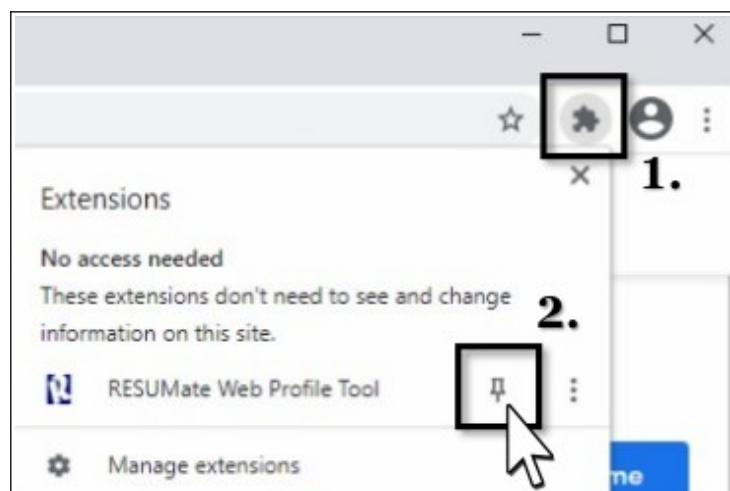 1.
Extensions
No access needed
These extensions don't need to see and change
2.
information on this site.
RESUMate Web Profile Tool
Manage extensions
me